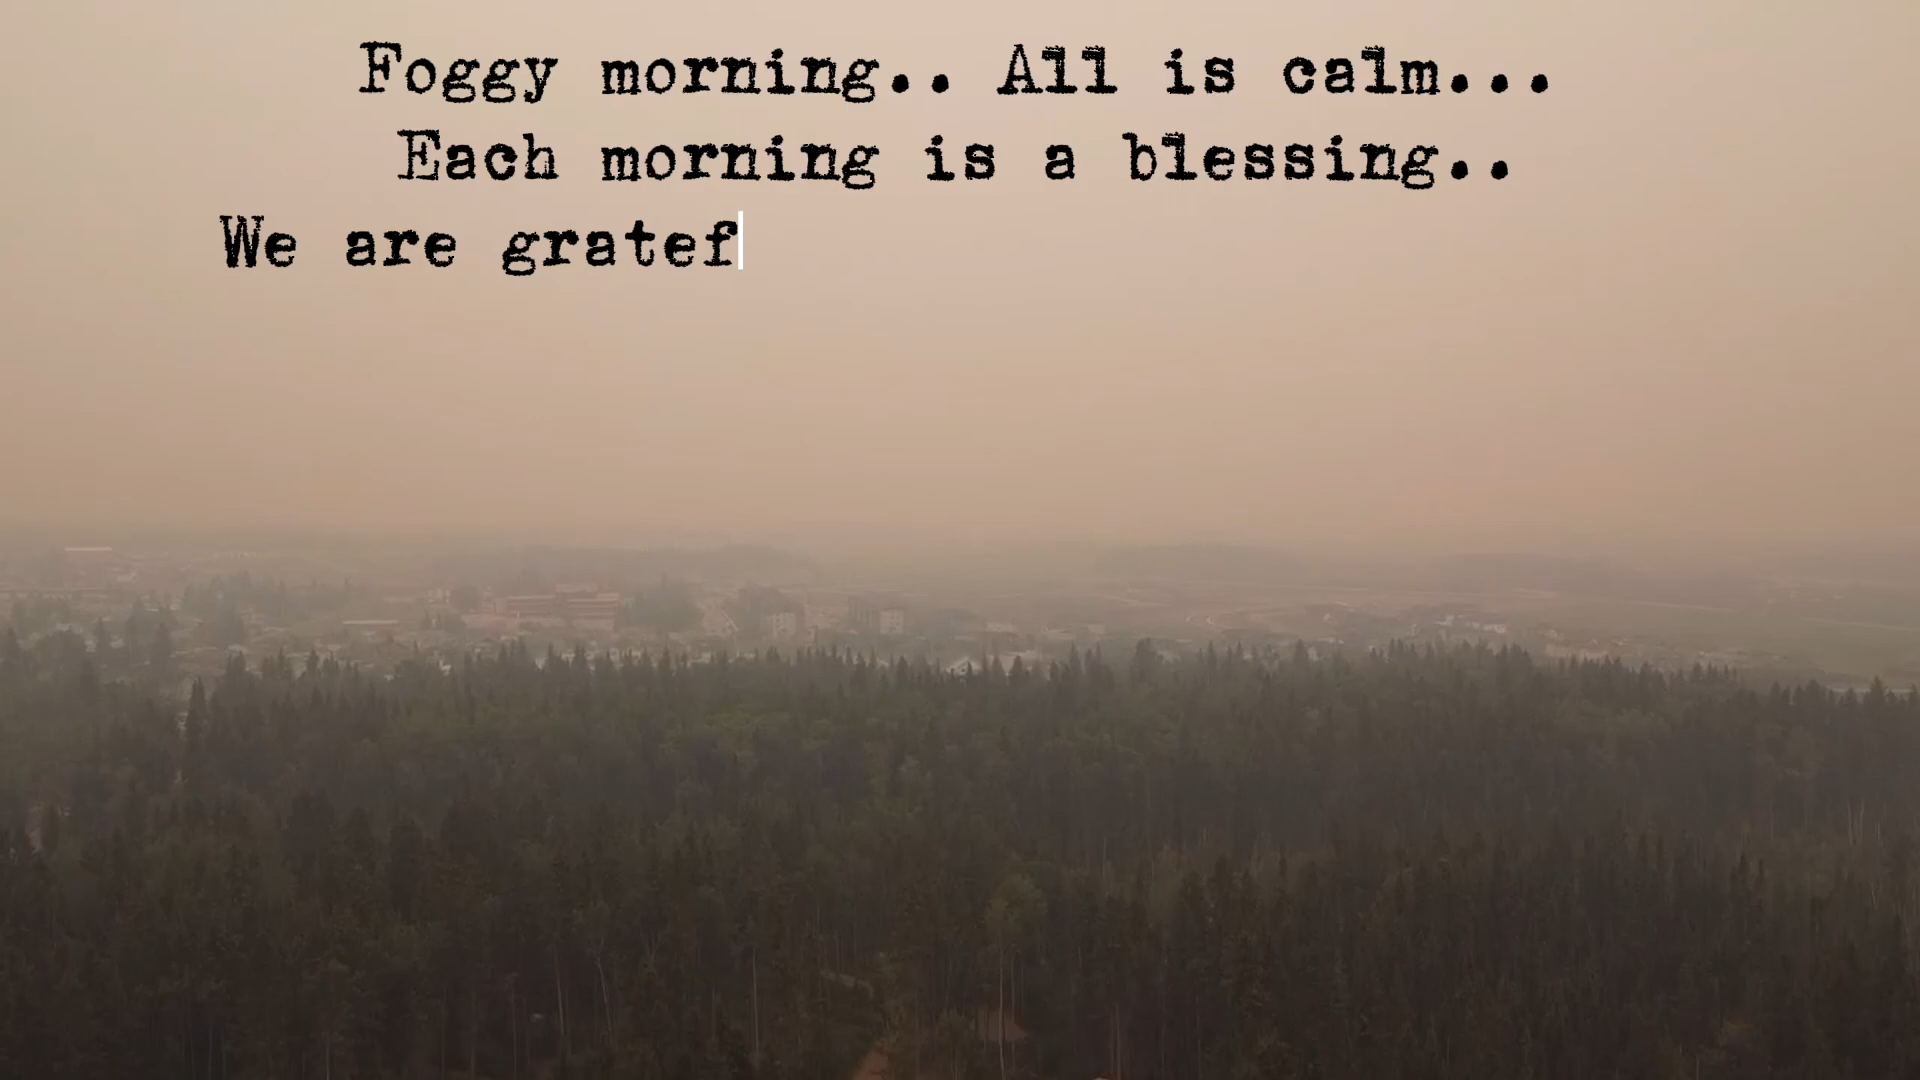 Foggy morning.. All is calm...
Each morning is a blessing..
We are gratef